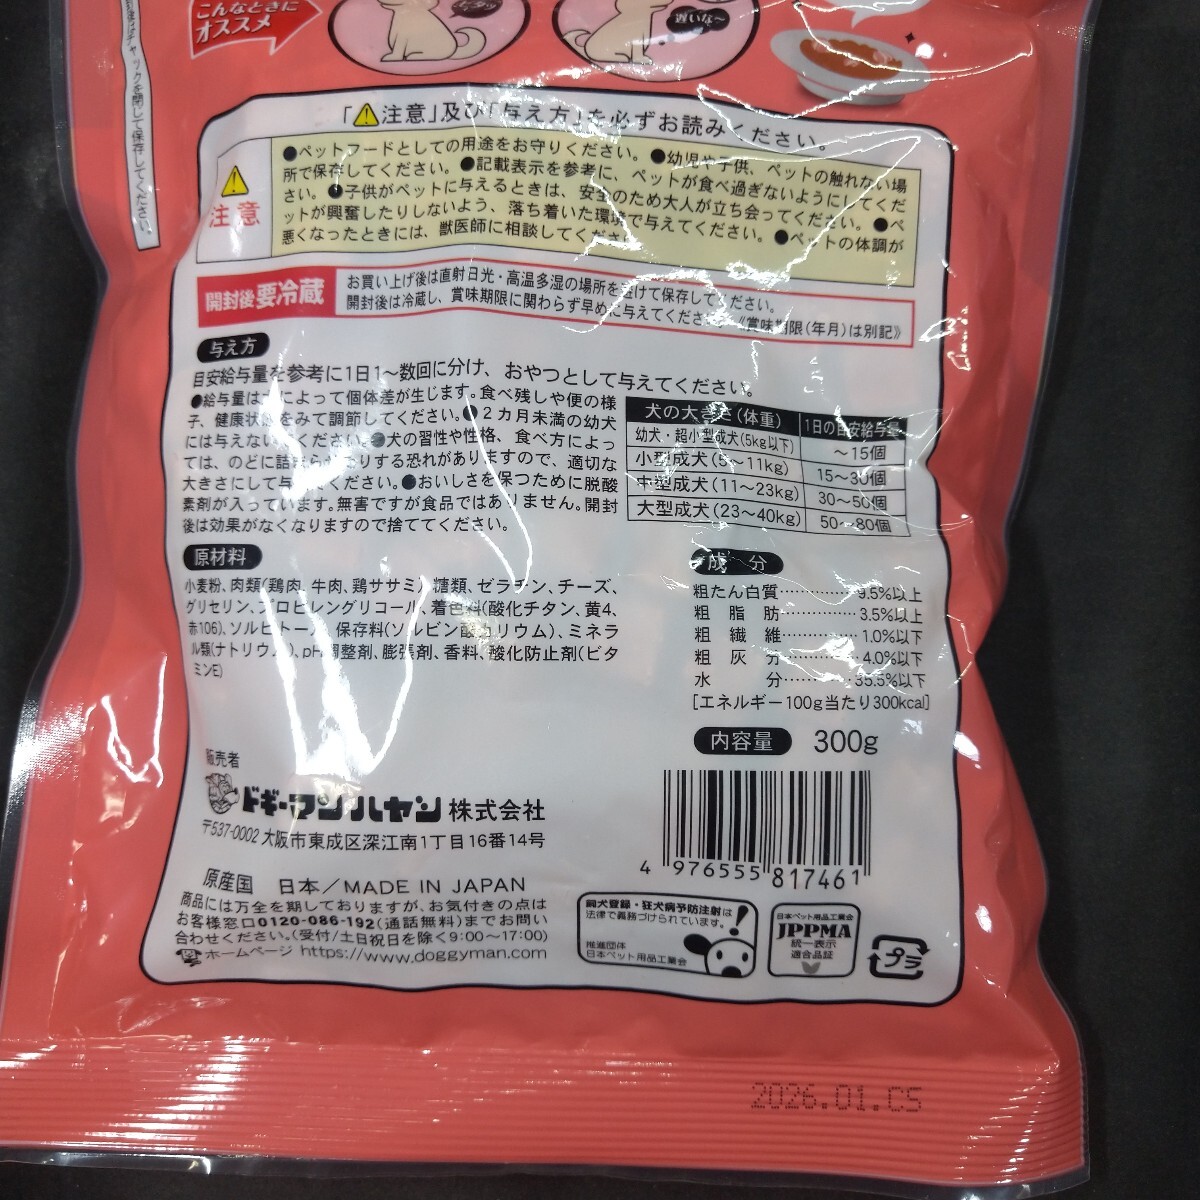 こんなときに
オススメ
遅いな～
チャックを閉じて保存してください。
「⚠注意」及び「与え方」を必ずお読みください。
注意
●ペットフードとしての用途をお守りください。●幼児や子供、ペットの触れない場
所で保存してください。●記載表示を参考に、ペットが食べ過ぎないようにしてくだ
さい。●子供がペットに与えるときは、安全のため大人が立ち会ってください。●ペ
ットが興奮したりしないよう、落ち着いた環境で与えてください。●ペットの体調が
悪くなったときには、獣医師に相談してください。
開封後要冷蔵
お買い上げ後は直射日光・高温多湿の場所を避けて保存してください。
開封後は冷蔵し、賞味期限に関わらず早めに与えてください。《賞味期限(年月)は別記》
与え方
目安給与量を参考に1日1～数回に分け、おやつとして与えてください。
●給与量は犬によって個体差が生じます。食べ残しや便の様
子、健康状態をみて調節してください。●2カ月未満の幼犬
には与えないでください。●犬の習性や性格、食べ方によっ
ては、のどに詰まらせたりする恐れがありますので、適切な
大きさにして与えてください。●おいしさを保つために脱酸
素剤が入っています。無害ですが食品ではありません。開封
後は効果がなくなりますので捨ててください。
犬の大きさ(体重) 1日の目安給与量
幼犬・超小型成犬(5kg以下) ～15個
小型成犬(5～11kg) 15～30個
中型成犬(11～23kg) 30～50個
大型成犬(23～40kg) 50～80個
原材料
小麦粉、肉類(鶏肉、牛肉、鶏ササミ)、糖類、ゼラチン、チーズ、
グリセリン、プロピレングリコール、着色料(酸化チタン、黄4、
赤106)、ソルビトール、保存料(ソルビン酸カリウム)、ミネラ
ル類(ナトリウム)、pH調整剤、膨張剤、香料、酸化防止剤(ビタ
ミンE)
成分
粗たん白質…………9.5%以上
粗脂肪……………3.5%以上
粗繊維……………1.0%以下
粗灰分……………4.0%以下
水分……………35.5%以下
[エネルギー100g当たり300kcal]
内容量 300g
販売者
ドギーマンハヤシ株式会社
〒537-0002 大阪市東成区深江南1丁目16番14号
原産国 日本/MADE IN JAPAN
商品には万全を期しておりますが、お気付きの点は
お客様窓口0120-086-192(通話無料)までお問い
合わせください。(受付/土日祝日を除く9:00～17:00)
ホームページ https://www.doggyman.com
4 976555 817461
飼犬登録・狂犬病予防注射は
法律で義務づけられています。
推進団体
日本ペット用品工業会
日本ペット用品工業会
JPPMA
統一表示
適合品証
プラ
2026.01.CS